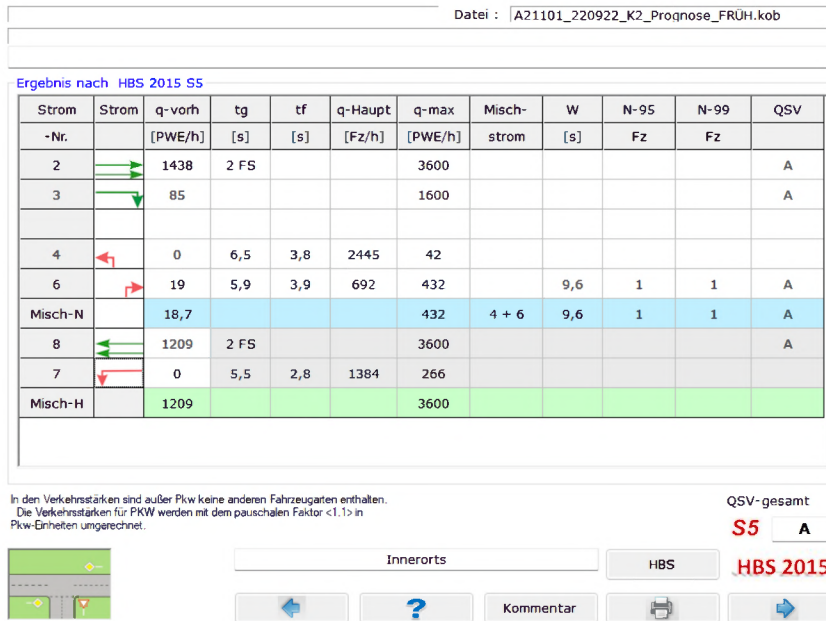 Datei : A21101_220922_K2_Prognose_FRÜH.kob
Ergebnis nach HBS 2015 S5
Strom Strom q-vorh tg tf q-Haupt q-max Misch- W N-95 N-99 QSV
-Nr. [PWE/h] [s] [s] [Fz/h] [PWE/h] strom [s] Fz Fz
2 1438 2 FS 3600 A
3 85 1600 A
4 0 6,5 3,8 2445 42
6 19 5,9 3,9 692 432 9,6 1 1 A
Misch-N 18,7 432 4 + 6 9,6 1 1 A
8 1209 2 FS 3600 A
7 0 5,5 2,8 1384 266
Misch-H 1209 3600
In den Verkehrsstärken sind außer Pkw keine anderen Fahrzeugarten enthalten.
Die Verkehrsstärken für PKW werden mit dem pauschalen Faktor <1,1> in
Pkw-Einheiten umgerechnet.
QSV-gesamt
S5 A
Innerorts HBS HBS 2015
? Kommentar